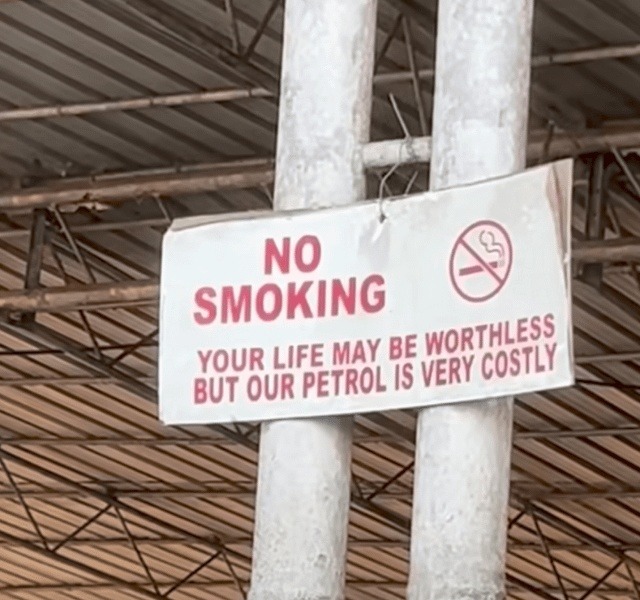 NO
SMOKING
YOUR LIFE MAY BE WORTHLESS
BUT OUR PETROL IS VERY COSTLY